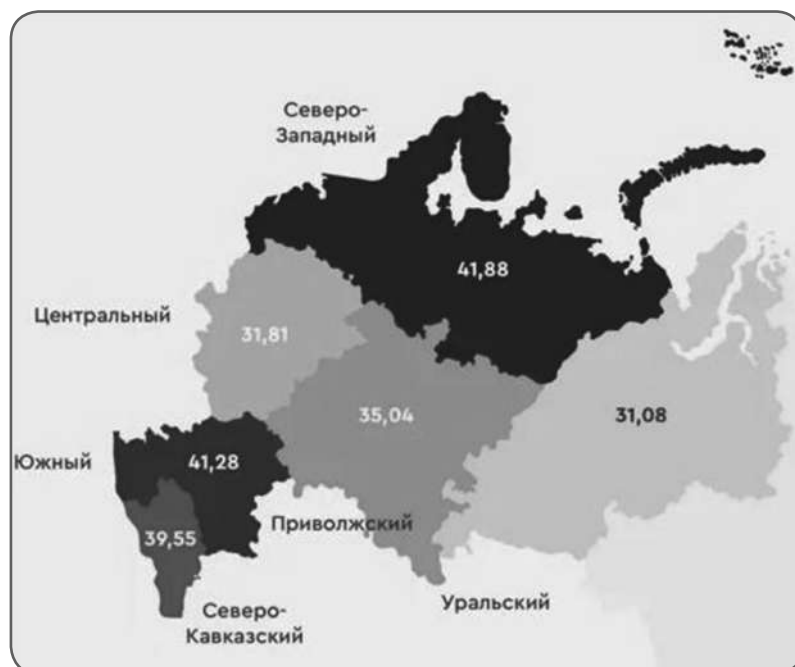 Северо-
Западный
41,88
Центральный
31,81
35,04
31,08
Южный
41,28
Приволжский
39,55
Северо-
Кавказский
Уральский